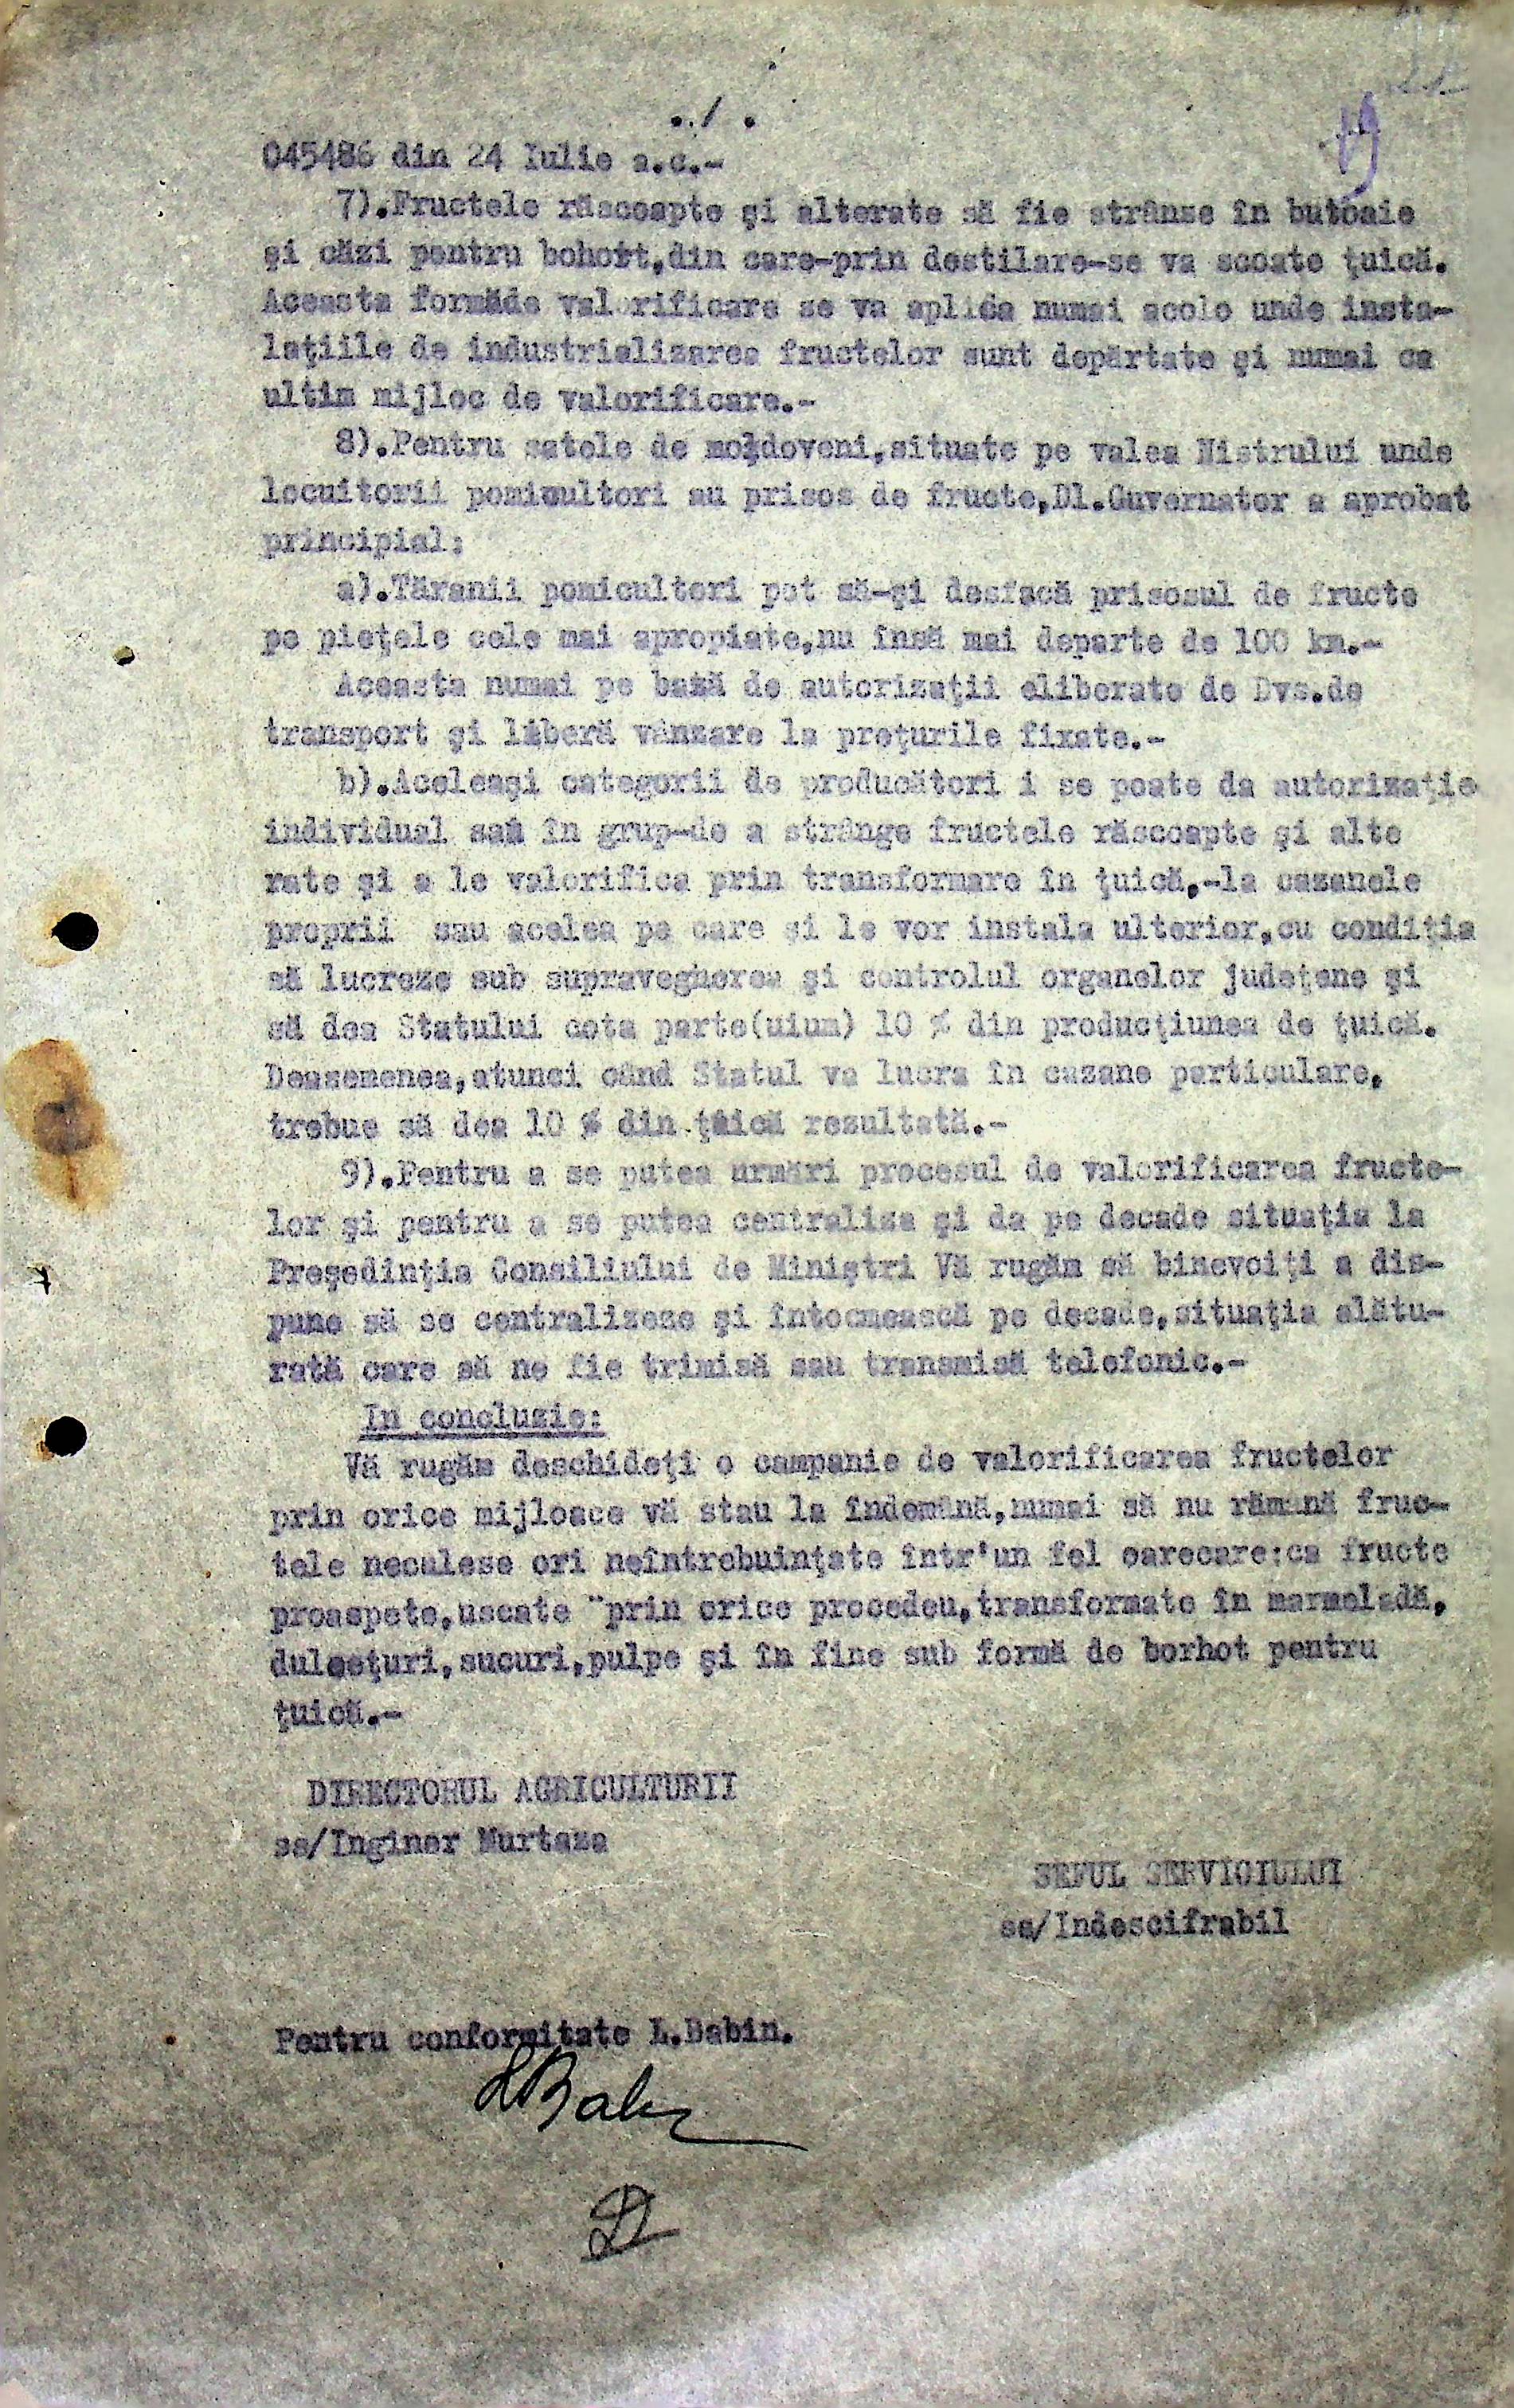 ../.
19
045486 din 24 Iulie a.c.-
7).Fructele răscoapte şi alterate să fie strânse în butoaie
şi căzi pentru bohort,din care-prin destilare-se va scoate ţuică.
Aceasta formăde valorificare se va aplica numai acolo unde insta-
laţiile de industrializarea fructelor sunt depărtate şi numai ca
ultim mijloc de valorificare.-
8).Pentru satele de moldoveni,situate pe valea Nistrului unde
locuitorii pomicultori au prisos de fructe,Dl.Guvernator a aprobat
principial:
a).Tăranii pomicultori pot să-şi desfacă prisosul de fructe
pe pieţele cele mai apropiate,nu însă mai departe de 100 km.-
Aceasta numai pe bază de autorizaţii eliberate de Dvs.de
transport şi liberă vânzare la preţurile fixate.-
b).Aceleaşi categorii de producători i se poate da autorizaţie
individual sau în grup-de a strânge fructele răscoapte şi alte
rate şi a le valorifica prin transformare în ţuică,-la cazanele
proprii sau acelea pe care şi le vor instala ulterior,cu condiţia
să lucreze sub supravegherea şi controlul organelor judeţene şi
să dea Statului cota parte(uium) 10 % din producţiunea de ţuică.
Deasemenea,atunci când Statul va lucra în cazane particulare,
trebue să dea 10 % din ţuică rezultată.-
9).Pentru a se putea urmări procesul de valorificarea fructe-
lor şi pentru a se putea centraliza şi da pe decade situaţia la
Preşedinţia Consiliului de Miniştri Vă rugăm să binevoiţi a dis-
pune să se centralizeze şi întocmească pe decade,situaţia alătu-
rată care să ne fie trimisă sau transmisă telefonic.-
In concluzie:
Vă rugăm deschideţi o campanie de valorificarea fructelor
prin orice mijloace vă stau la îndemână,numai să nu rămână fruc-
tele neculese ori neîntrebuinţate într'un fel oarecare:ca fructe
proaspete,uscate "prin orice procedeu,transformate în marmeladă,
dulceţuri,sucuri,pulpe şi în fine sub formă de borhot pentru
ţuică.-
DIRECTORUL AGRICULTURII
ss/Inginer Murtaza
SEFUL SERVICIULUI
ss/Indescifrabil
Pentru conformitate L.Babin.